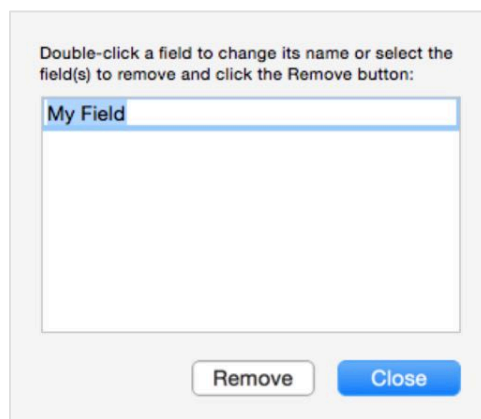 Double-click a field to change its name or select the
field(s) to remove and click the Remove button:
My Field
Remove
Close